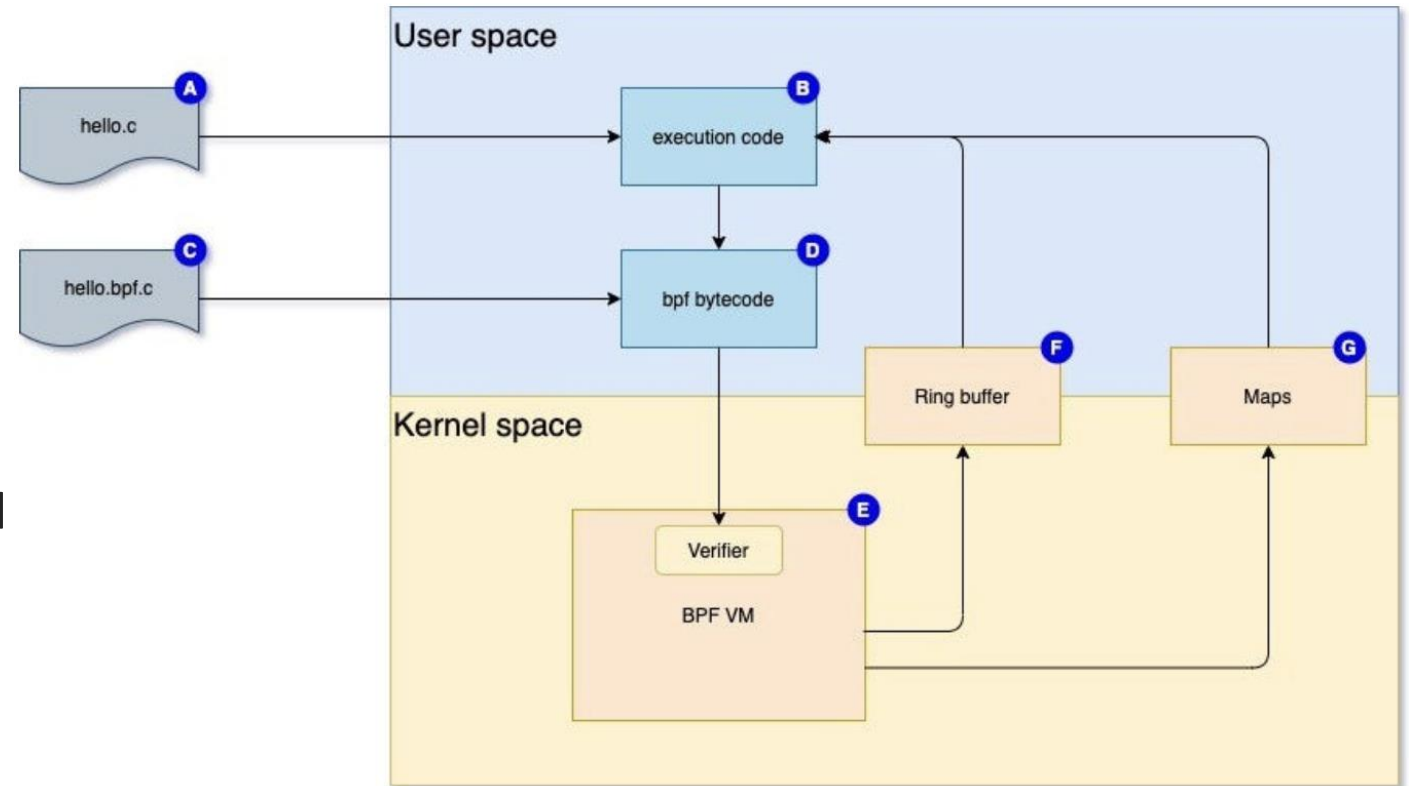 User space
A
hello.c
B
execution code
C
hello.bpf.c
D
bpf bytecode
F
Ring buffer
G
Maps
Kernel space
E
Verifier
BPF VM